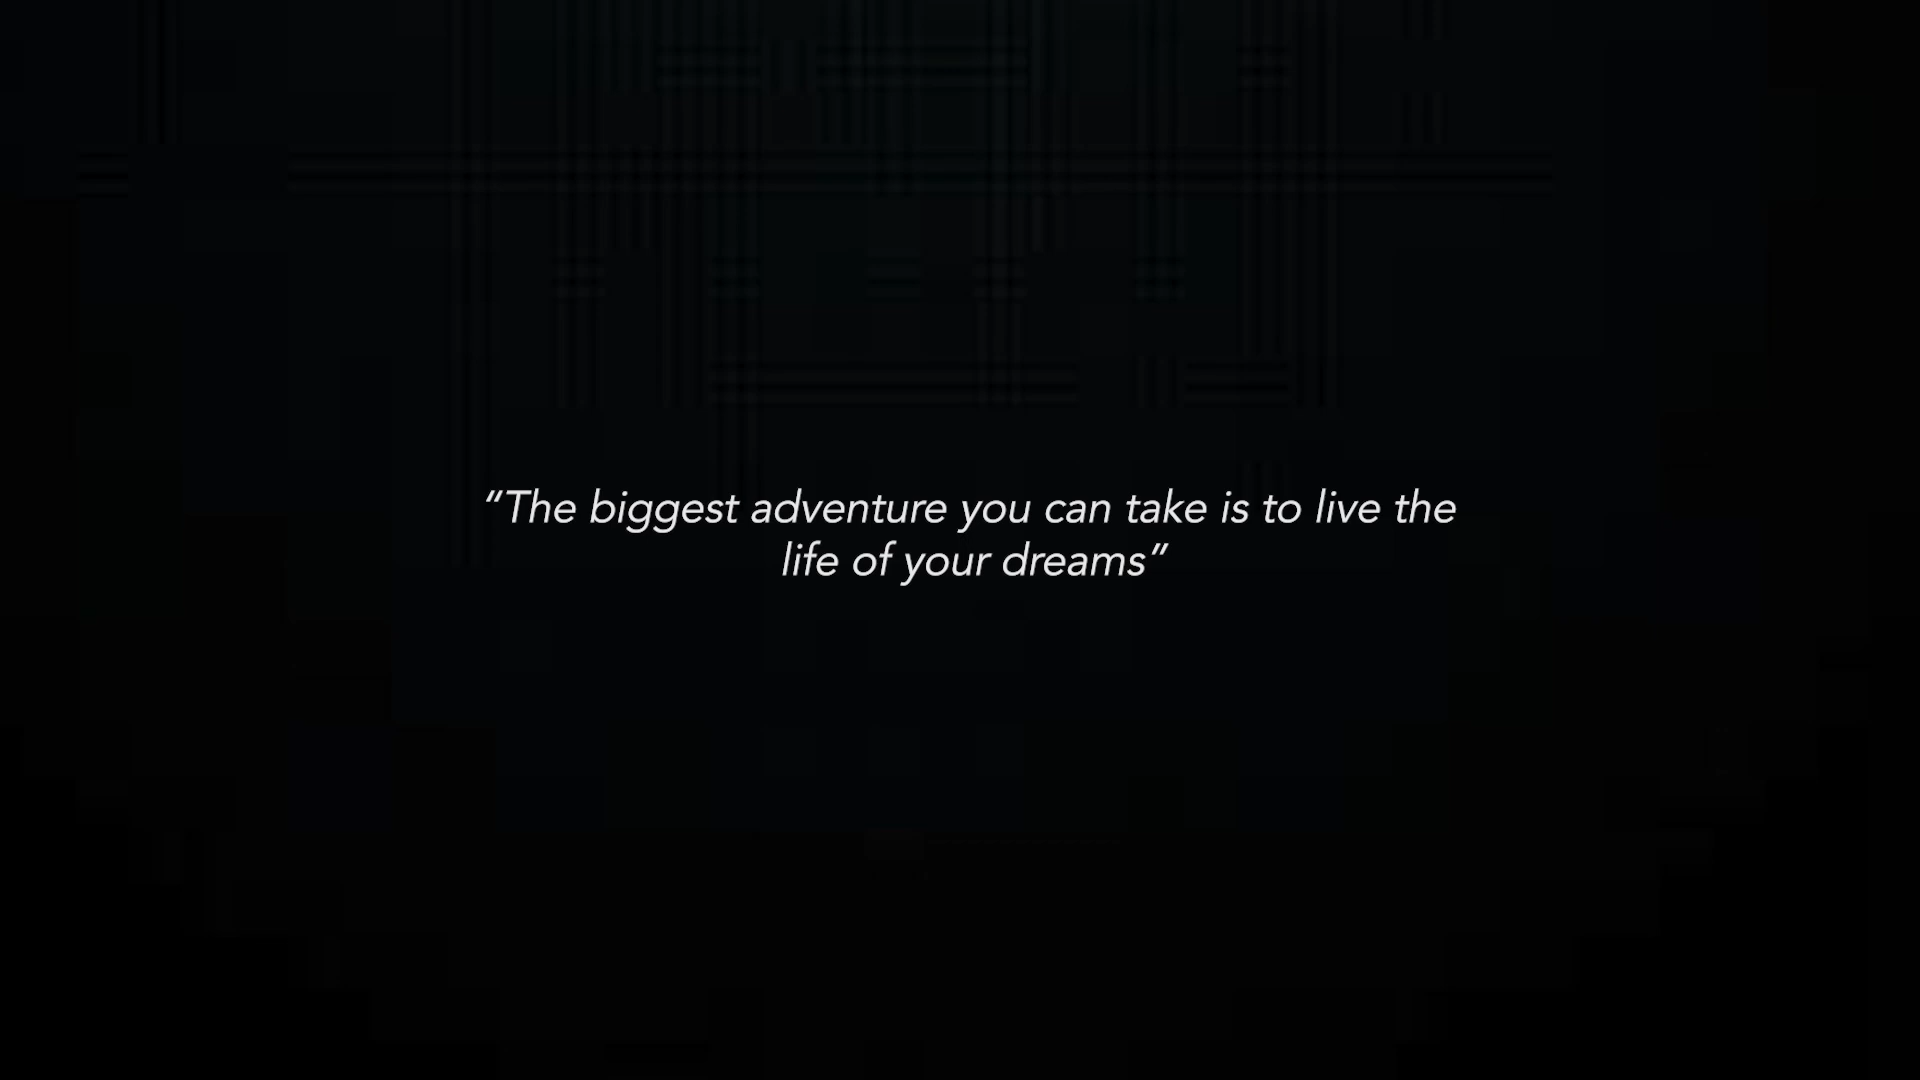 “The biggest adventure you can take is to live the
life of your dreams”